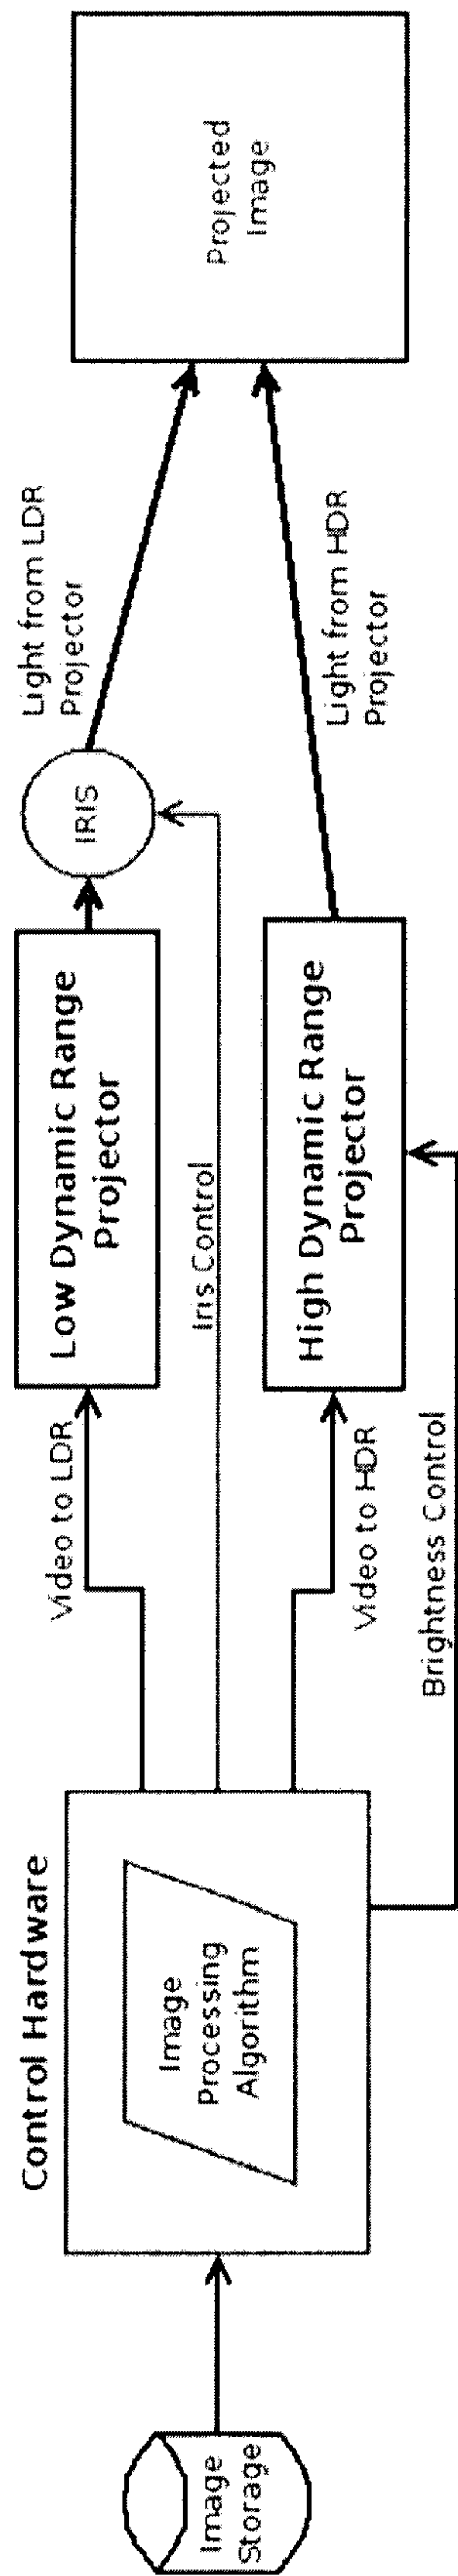 Image
Storage
Control Hardware
Image
Processing
Algorithm
Video to LDR
Iris Control
Video to HDR
Brightness Control
Low Dynamic Range
Projector
High Dynamic Range
Projector
IRIS
Light from LDR
Projector
Light from HDR
Projector
Projected
Image